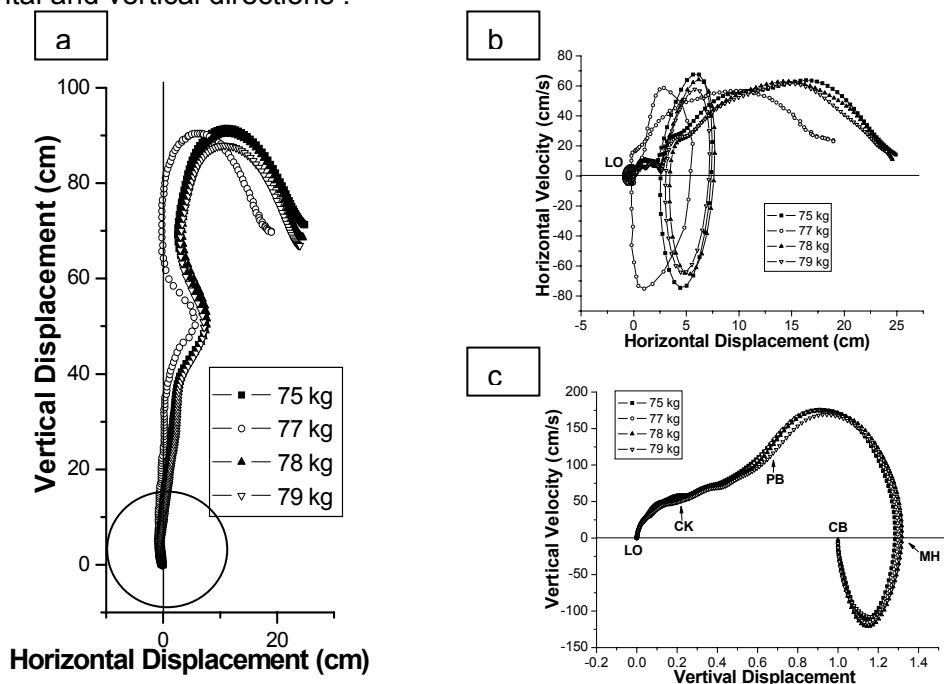 ital and vertical directions .
a
100
80
60
40
20
0
0
20
Vertical Displacement (cm)
Horizontal Displacement (cm)
75 kg
77 kg
78 kg
79 kg
b
80
60
40
20
0
-20
-40
-60
-80
-5
0
5
10
15
20
25
Horizontal Velocity (cm/s)
Horizontal Displacement (cm)
LO
75 kg
77 kg
78 kg
79 kg
c
200
150
100
50
0
-50
-100
-150
-0.2
0.0
0.2
0.4
0.6
0.8
1.0
1.2
1.4
Vertical Velocity (cm/s)
Vertiyal Displacement
75 kg
77 kg
78 kg
79 kg
LO
CK
PB
CB
MH